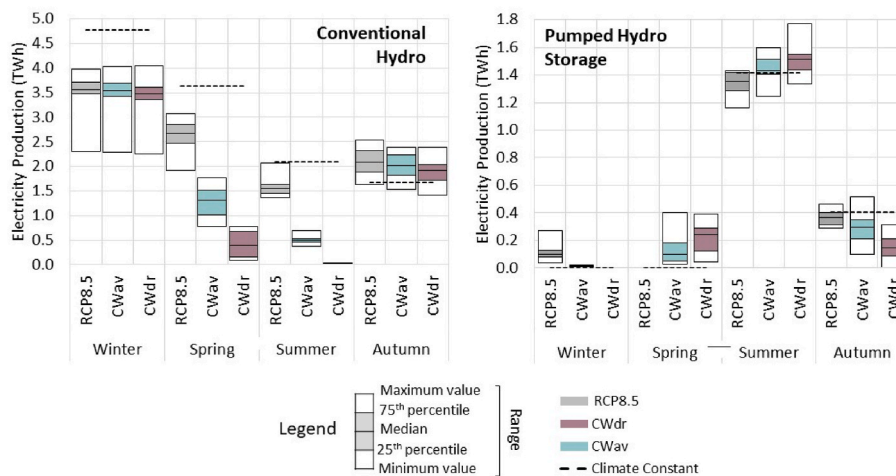 Electricity Production (TWh)
5.0
4.5
4.0
3.5
3.0
2.5
2.0
1.5
1.0
0.5
0.0
Conventional
Hydro
RCP8.5
CWav
CWdr
RCP8.5
CWav
CWdr
RCP8.5
CWav
CWdr
RCP8.5
CWav
CWdr
Winter
Spring
Summer
Autumn
Electricity Production (TWh)
1.8
1.6
1.4
1.2
1.0
0.8
0.6
0.4
0.2
0.0
Pumped Hydro
Storage
RCP8.5
CWav
CWdr
RCP8.5
CWav
CWdr
RCP8.5
CWav
CWdr
RCP8.5
CWav
CWdr
Winter
Spring
Summer
Autumn
Legend
Maximum value
75th percentile
Median
25th percentile
Minimum value
Range
RCP8.5
CWdr
CWav
Climate Constant